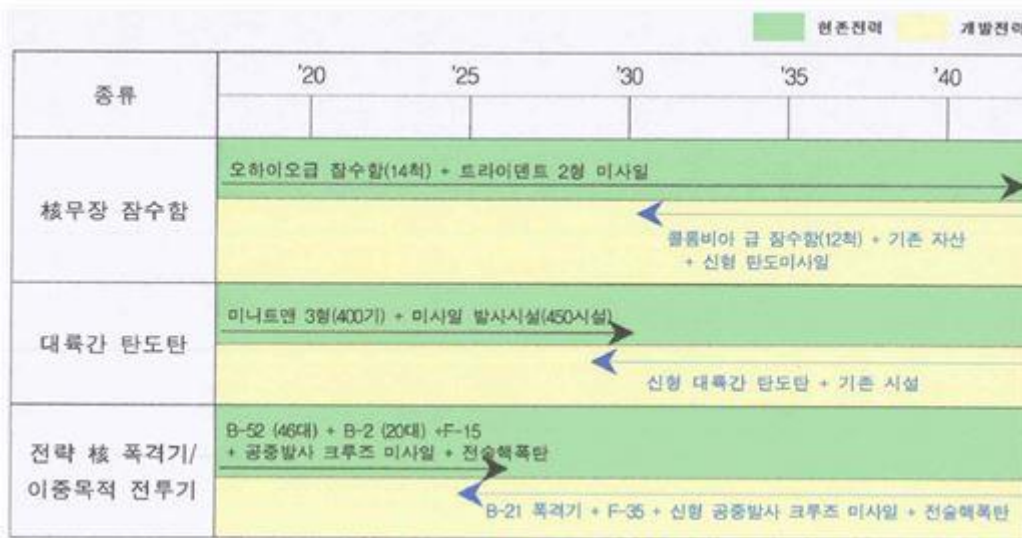 현존전력 개발전력
종류 '20 '25 '30 '35 '40
核무장 잠수함
오하이오급 잠수함(14척) + 트라이덴트 2형 미사일
콜롬비아 급 잠수함(12척) + 기존 자산
+ 신형 탄도미사일
대륙간 탄도탄
미니트맨 3형(400기) + 미사일 발사시설(450시설)
신형 대륙간 탄도탄 + 기존 시설
전략 核 폭격기/
이중목적 전투기
B-52 (46대) + B-2 (20대) +F-15
+ 공중발사 크루즈 미사일 + 전술핵폭탄
B-21 폭격기 + F-35 + 신형 공중발사 크루즈 미사일 + 전술핵폭탄